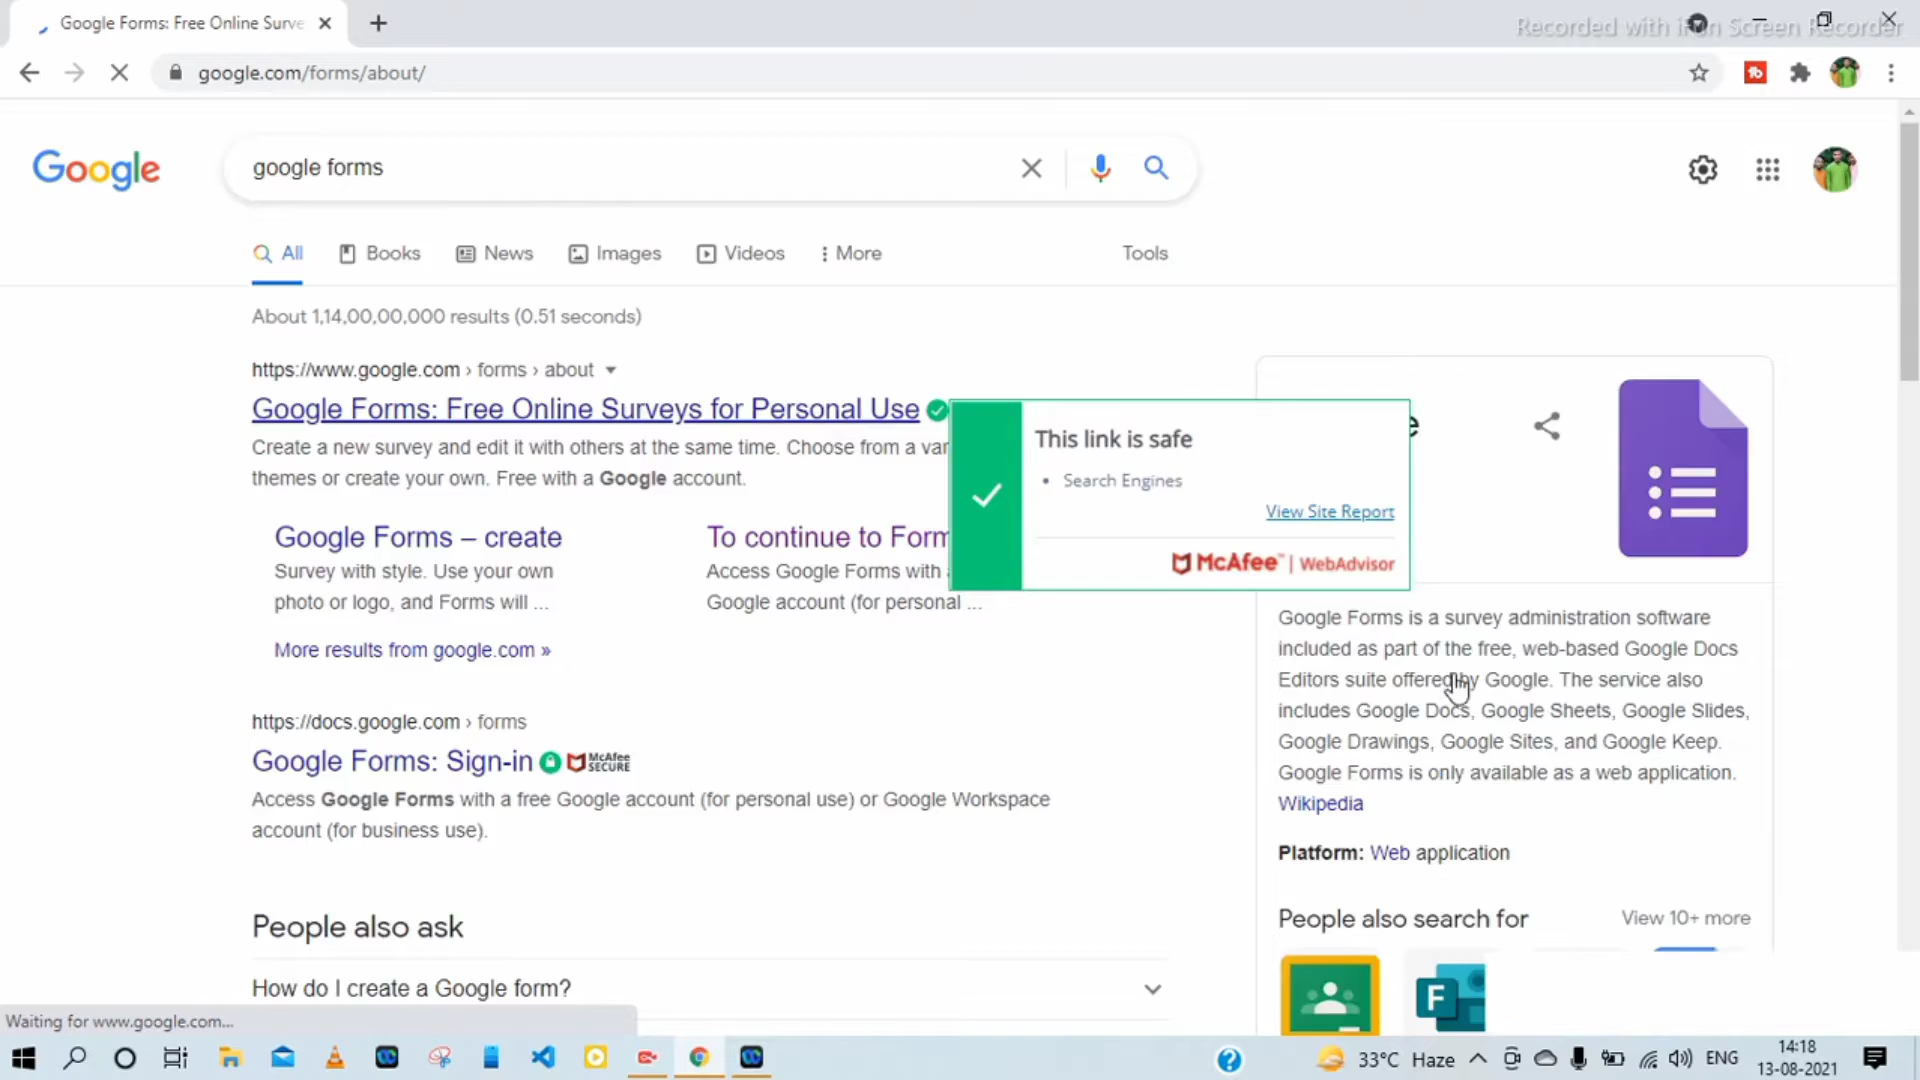 Google Forms: Free Online Surve
Recorded with iFun Screen Recorder
google.com/forms/about/
Google
google forms
All
Books
News
Images
Videos
More
Tools
About 1,14,00,00,000 results (0.51 seconds)
https://www.google.com › forms › about
Google Forms: Free Online Surveys for Personal Use
Create a new survey and edit it with others at the same time. Choose from a var
themes or create your own. Free with a Google account.
This link is safe
Search Engines
View Site Report
McAfee™ | WebAdvisor
Google Forms – create
Survey with style. Use your own
photo or logo, and Forms will ...
To continue to Form
Access Google Forms with
Google account (for personal ...
More results from google.com »
https://docs.google.com › forms
Google Forms: Sign-in
McAfee
SECURE
Access Google Forms with a free Google account (for personal use) or Google Workspace
account (for business use).
People also ask
How do I create a Google form?
Google Forms is a survey administration software
included as part of the free, web-based Google Docs
Editors suite offered by Google. The service also
includes Google Docs, Google Sheets, Google Slides,
Google Drawings, Google Sites, and Google Keep.
Google Forms is only available as a web application.
Wikipedia
Platform: Web application
People also search for
View 10+ more
F
Waiting for www.google.com...
33°C Haze
ENG
14:18
13-08-2021